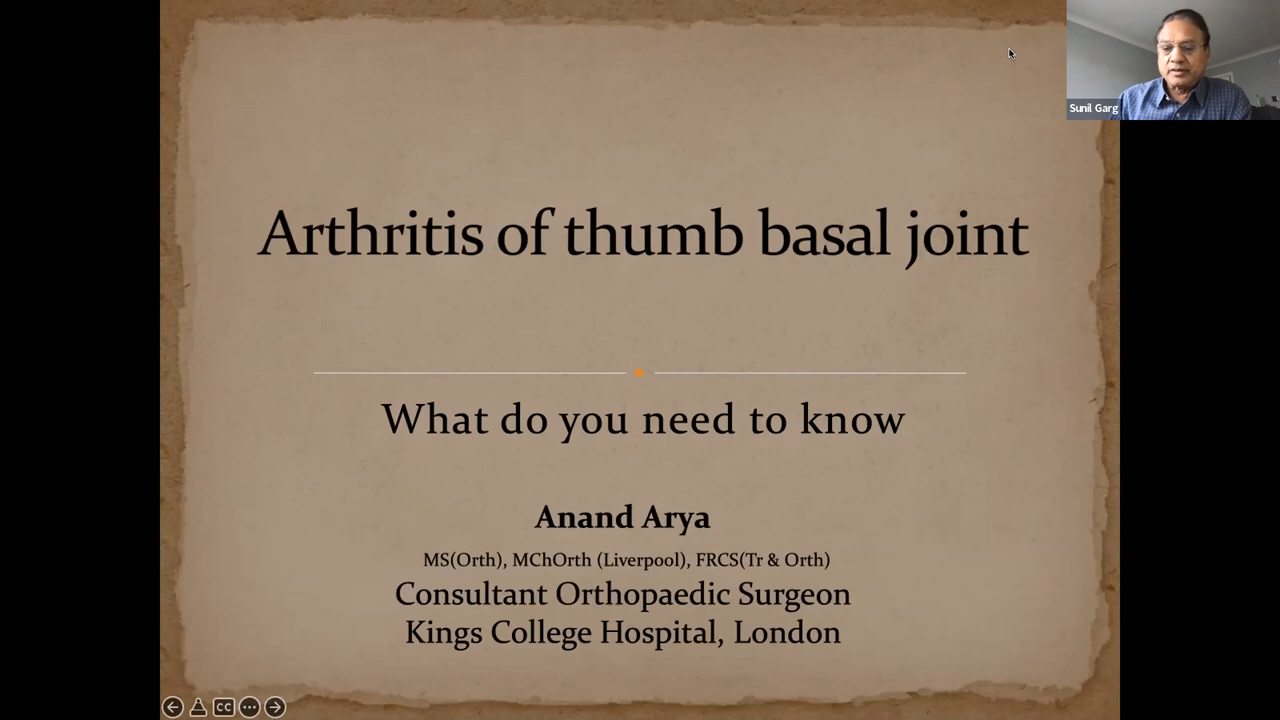 Sunil Garg
Arthritis of thumb basal joint
What do you need to know
Anand Arya
MS(Orth), MChOrth (Liverpool), FRCS(Tr & Orth)
Consultant Orthopaedic Surgeon
Kings College Hospital, London
CC